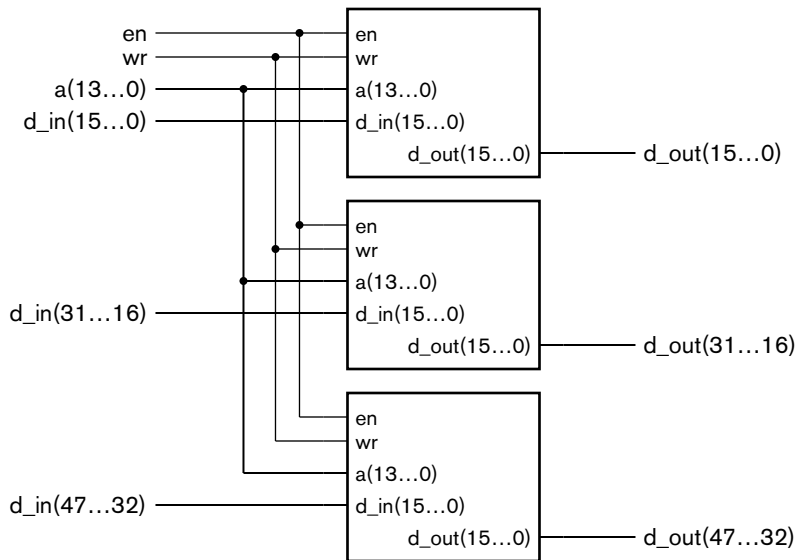 en
wr
a(13…0)
d_in(15…0)
en
wr
a(13…0)
d_in(15…0)
d_out(15…0)
d_out(15…0)
d_in(31…16)
en
wr
a(13…0)
d_in(15…0)
d_out(15…0)
d_out(31…16)
d_in(47…32)
en
wr
a(13…0)
d_in(15…0)
d_out(15…0)
d_out(47…32)